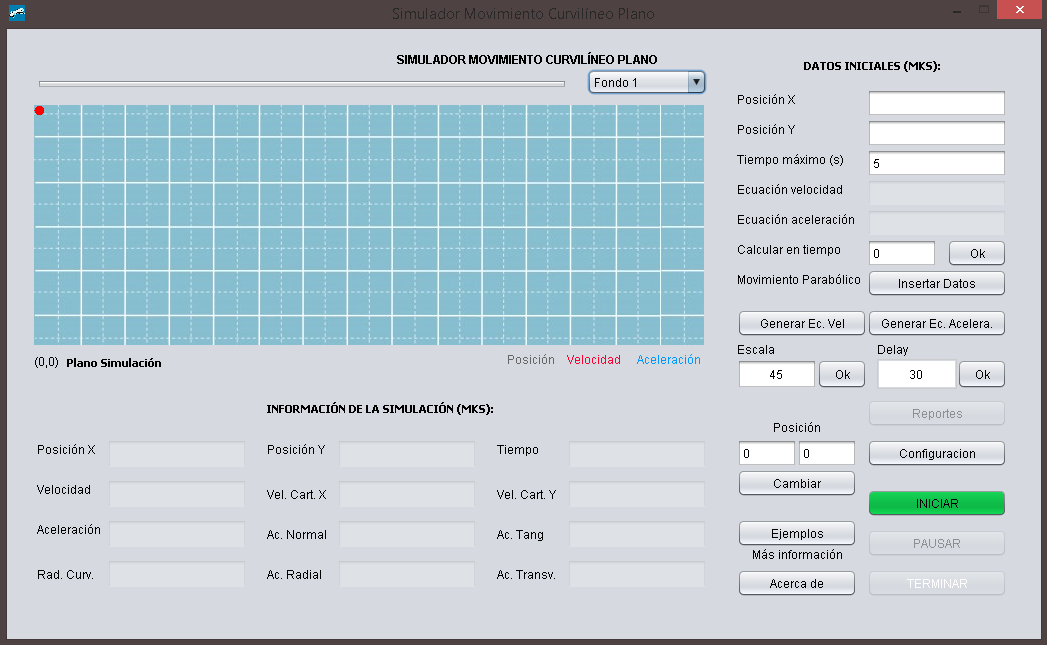 Simulador Movimiento Curvilíneo Plano
SIMULADOR MOVIMIENTO CURVILÍNEO PLANO
Fondo 1
(0,0) Plano Simulación
Posición Velocidad Aceleración
INFORMACIÓN DE LA SIMULACIÓN (MKS):
Posición X Posición Y Tiempo
Velocidad Vel. Cart. X Vel. Cart. Y
Aceleración Ac. Normal Ac. Tang
Rad. Curv. Ac. Radial Ac. Transv.
DATOS INICIALES (MKS):
Posición X
Posición Y
Tiempo máximo (s) 5
Ecuación velocidad
Ecuación aceleración
Calcular en tiempo 0 Ok
Movimiento Parabólico Insertar Datos
Generar Ec. Vel Generar Ec. Acelera.
Escala Delay
45 Ok 30 Ok
Reportes
Posición
0 0 Configuracion
Cambiar
INICIAR
Ejemplos
PAUSAR
Más información
Acerca de TERMINAR